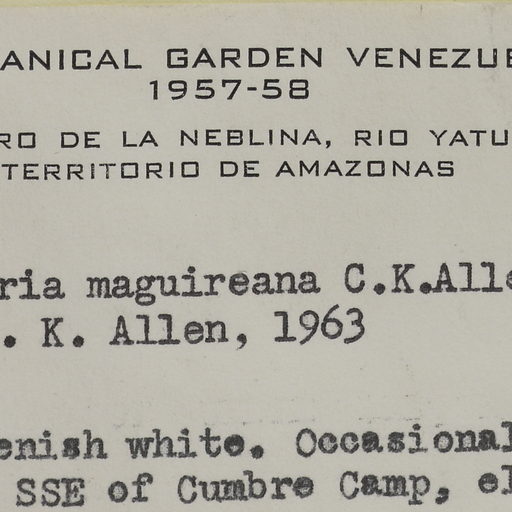 ANICAL GARDEN VENEZUE
1957-58
RO DE LA NEBLINA, RIO YATU
TERRITORIO DE AMAZONAS
ria maguireana C.K.Alle
. K. Allen, 1963
enish white. Occasional
SSE of Cumbre Camp, el